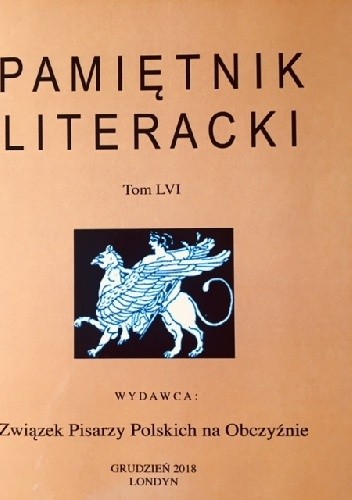 PAMIĘTNIK
LITERACKI
Tom LVI
WYDAWCA:
Związek Pisarzy Polskich na Obczyźnie
GRUDZIEŃ 2018
LONDYN